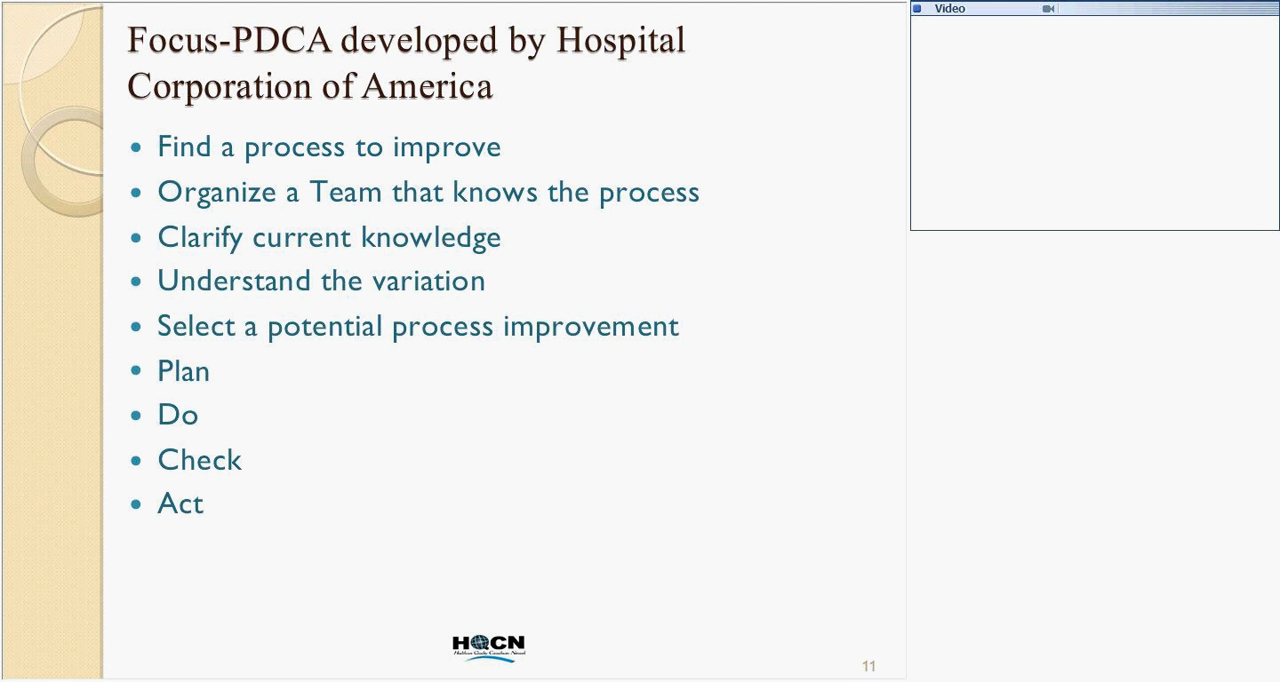 Focus-PDCA developed by Hospital
Corporation of America
• Find a process to improve
• Organize a Team that knows the process
• Clarify current knowledge
• Understand the variation
• Select a potential process improvement
• Plan
• Do
• Check
• Act
HQCN
11
Video